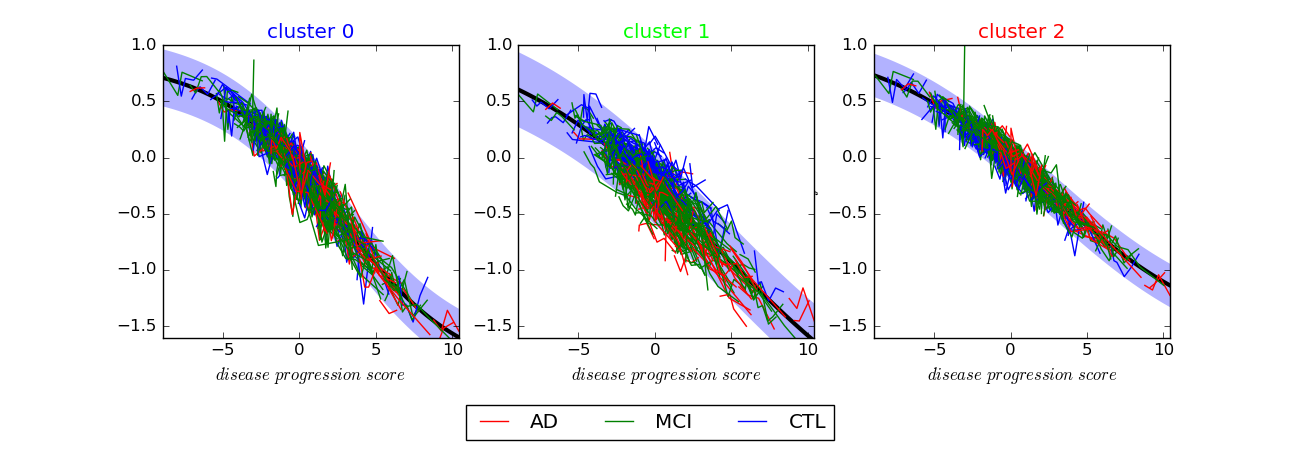 cluster 0 cluster 1 cluster 2
1.0 1.0 1.0
0.5 0.5 0.5
0.0 0.0 0.0
−0.5 −0.5 −0.5
−1.0 −1.0 −1.0
−1.5 −1.5 −1.5
−5 0 5 10 −5 0 5 10 −5 0 5 10
disease progression score disease progression score disease progression score
AD MCI CTL